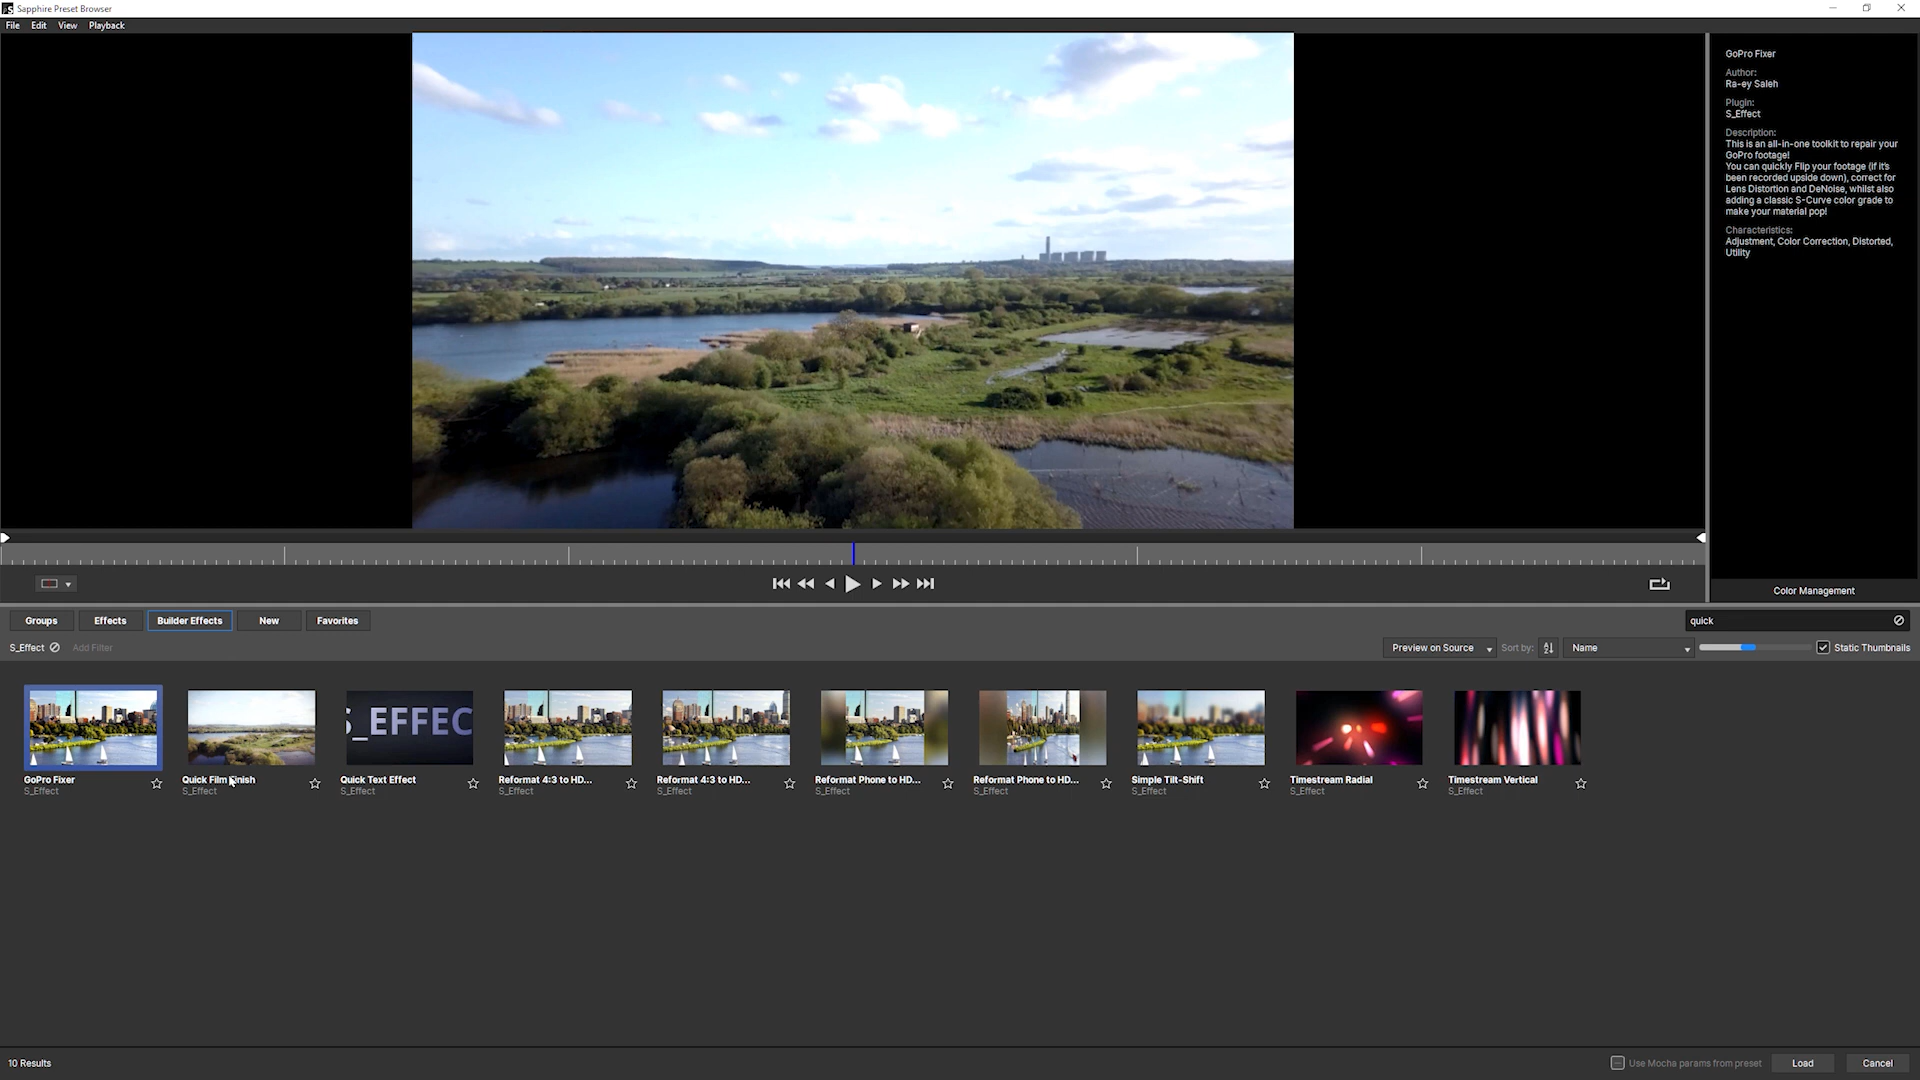 Sapphire Preset Browser
File Edit View Playback
GoPro Fixer
Author:
Ra-ey Saleh
Plugin:
S_Effect
Description:
This is an all-in-one toolkit to repair your
GoPro footage!
You can quickly Flip your footage (if it's
been recorded upside down), correct for
Lens Distortion and DeNoise, whilst also
adding a classic S-Curve color grade to
make your material pop!
Characteristics:
Adjustment, Color Correction, Distorted,
Utility
Color Management
Groups Effects Builder Effects New Favorites quick
S_Effect Add Filter Preview on Source Sort by: Name Static Thumbnails
S_EFFEC
GoPro Fixer
S_Effect
Quick Film Finish
S_Effect
Quick Text Effect
S_Effect
Reformat 4:3 to HD...
S_Effect
Reformat 4:3 to HD...
S_Effect
Reformat Phone to HD...
S_Effect
Reformat Phone to HD...
S_Effect
Simple Tilt-Shift
S_Effect
Timestream Radial
S_Effect
Timestream Vertical
S_Effect
10 Results Use Mocha params from preset Load Cancel